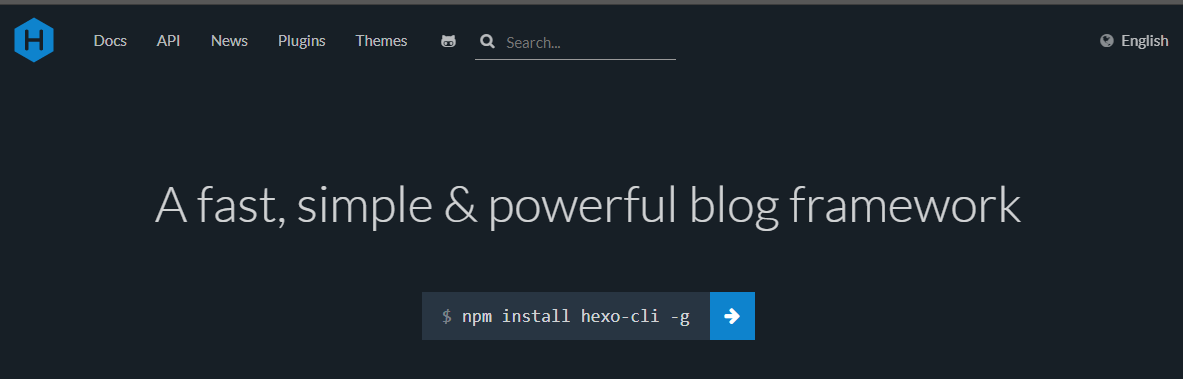 H Docs API News Plugins Themes Search... English
A fast, simple & powerful blog framework
$ npm install hexo-cli -g